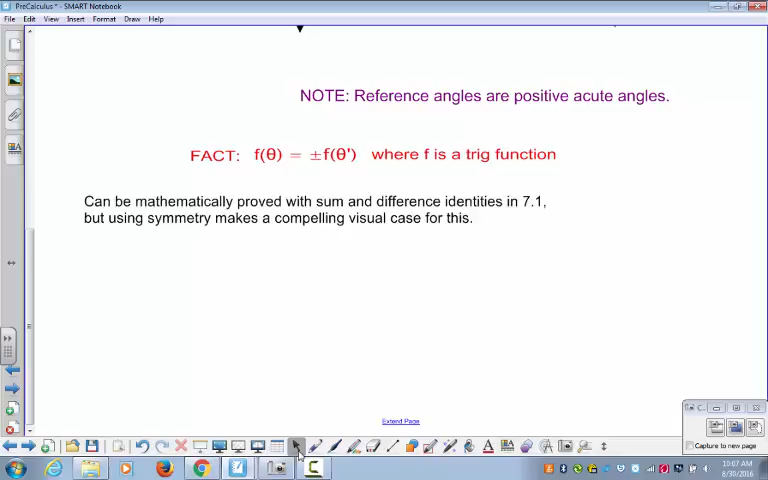 PreCalculus * - SMART Notebook
File Edit View Insert Format Draw Help
NOTE: Reference angles are positive acute angles.
FACT: f(θ) = ±f(θ') where f is a trig function
Can be mathematically proved with sum and difference identities in 7.1,
but using symmetry makes a compelling visual case for this.
Extend Page
C..
Capture to new page
10:07 AM
8/30/2016